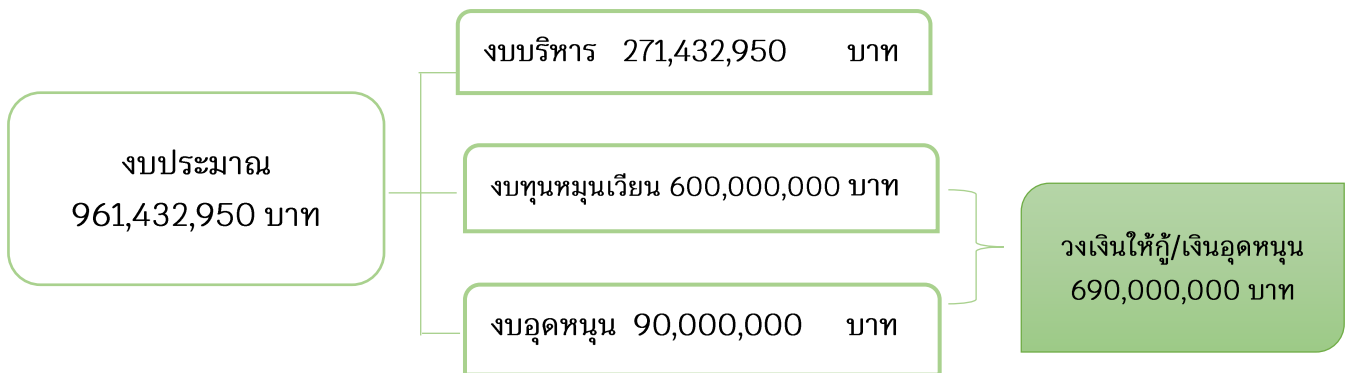 งบประมาณ
961,432,950 บาท
งบบริหาร 271,432,950 บาท
งบทุนหมุนเวียน 600,000,000 บาท
งบอุดหนุน 90,000,000 บาท
วงเงินให้กู้/เงินอุดหนุน
690,000,000 บาท